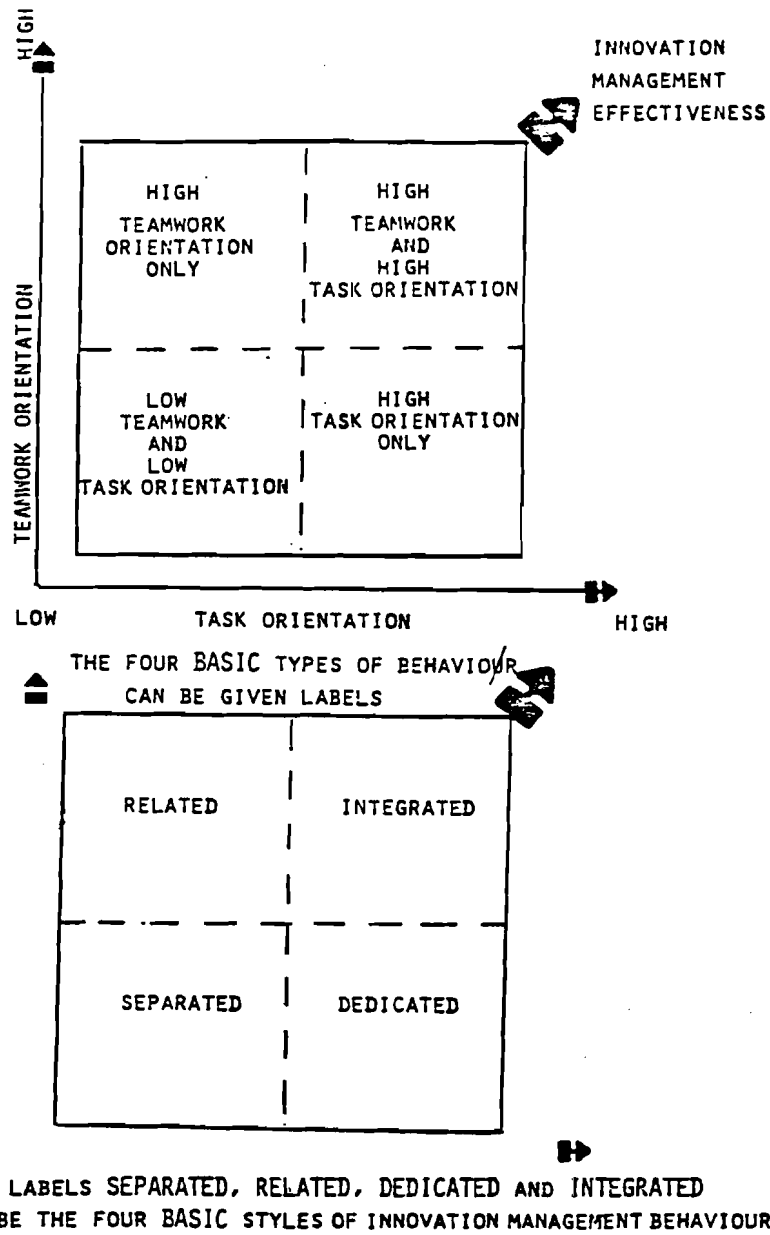 HIGH
INNOVATION
MANAGEMENT
EFFECTIVENESS
HIGH
TEAMWORK
ORIENTATION
ONLY
HIGH
TEAMWORK
AND
HIGH
TASK ORIENTATION
TEAMWORK ORIENTATION
LOW
TEAMWORK
AND
LOW
TASK ORIENTATION
HIGH
TASK ORIENTATION
ONLY
LOW
TASK ORIENTATION
HIGH
THE FOUR BASIC TYPES OF BEHAVIOUR
CAN BE GIVEN LABELS
RELATED
INTEGRATED
SEPARATED
DEDICATED
LABELS SEPARATED, RELATED, DEDICATED AND INTEGRATED
BE THE FOUR BASIC STYLES OF INNOVATION MANAGEMENT BEHAVIOUR